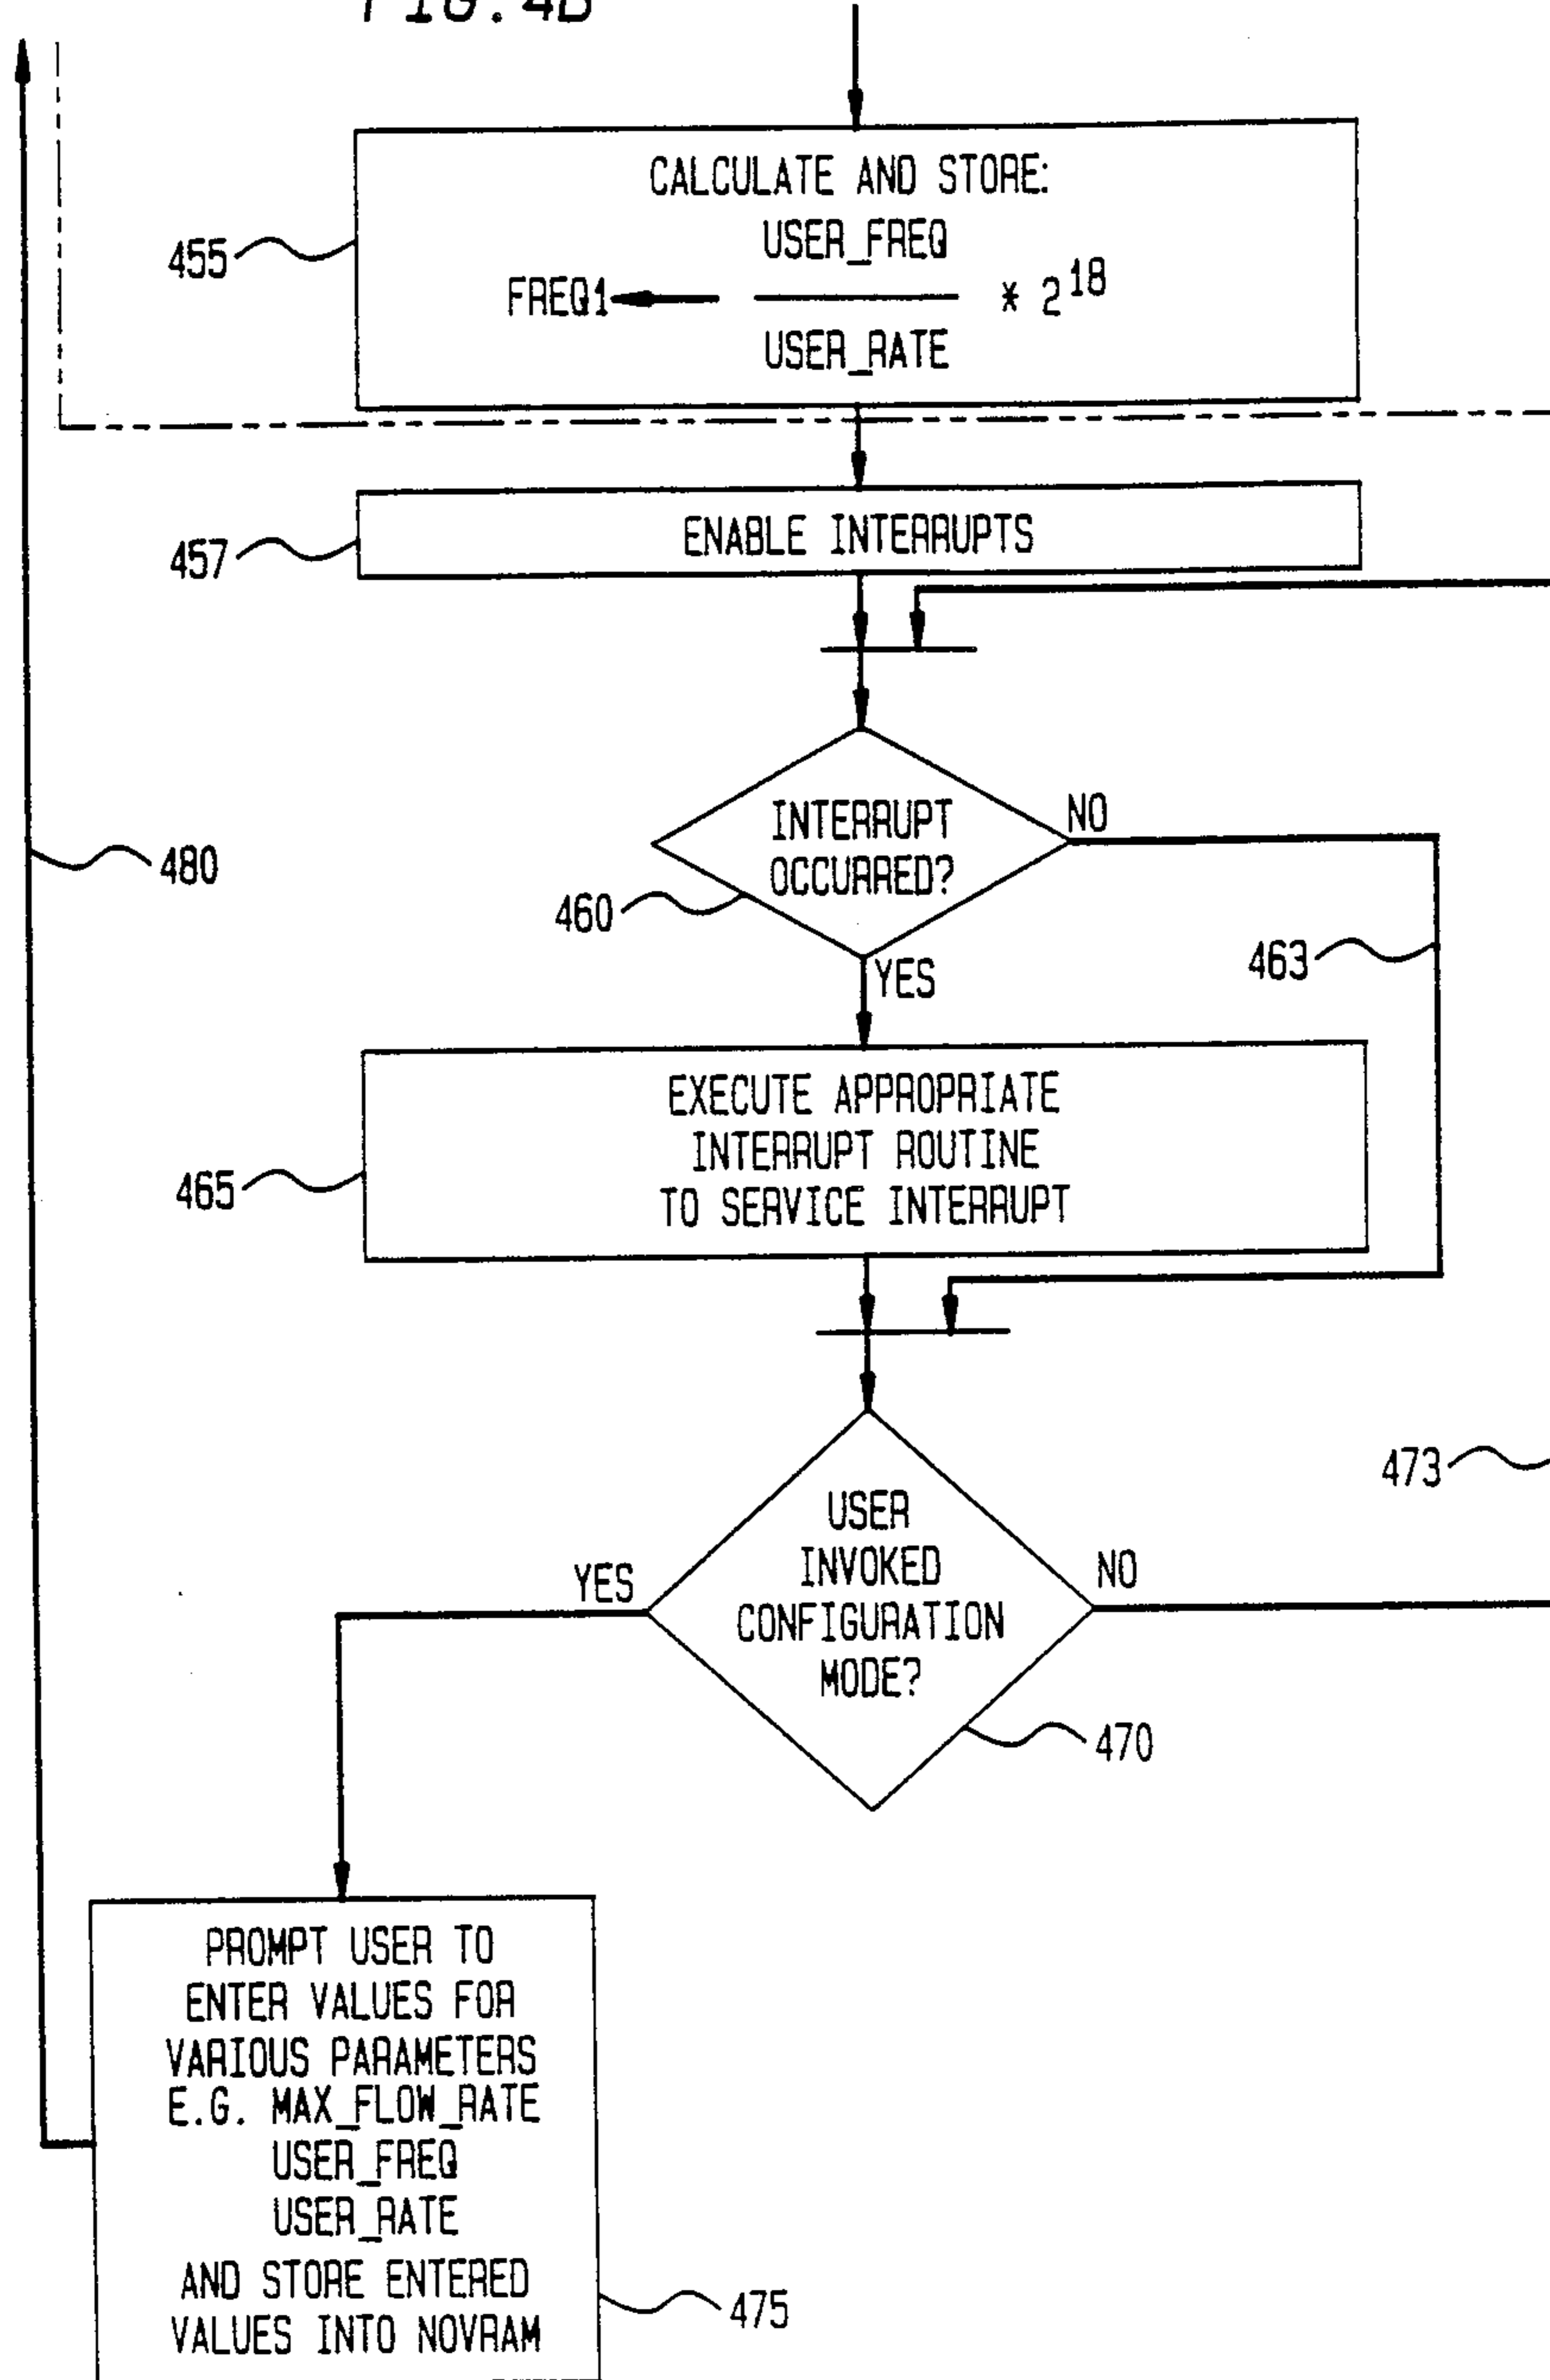 FIG. 4B
CALCULATE AND STORE:
USER_FREQ
FREQ1 ← ——— * 2^18
USER_RATE
455
ENABLE INTERRUPTS
457
INTERRUPT
OCCURRED?
NO
460
480
YES
463
EXECUTE APPROPRIATE
INTERRUPT ROUTINE
TO SERVICE INTERRUPT
465
473
USER
INVOKED
CONFIGURATION
MODE?
YES
NO
470
PROMPT USER TO
ENTER VALUES FOR
VARIOUS PARAMETERS
E.G. MAX_FLOW_RATE
USER_FREQ
USER_RATE
AND STORE ENTERED
VALUES INTO NOVRAM
475